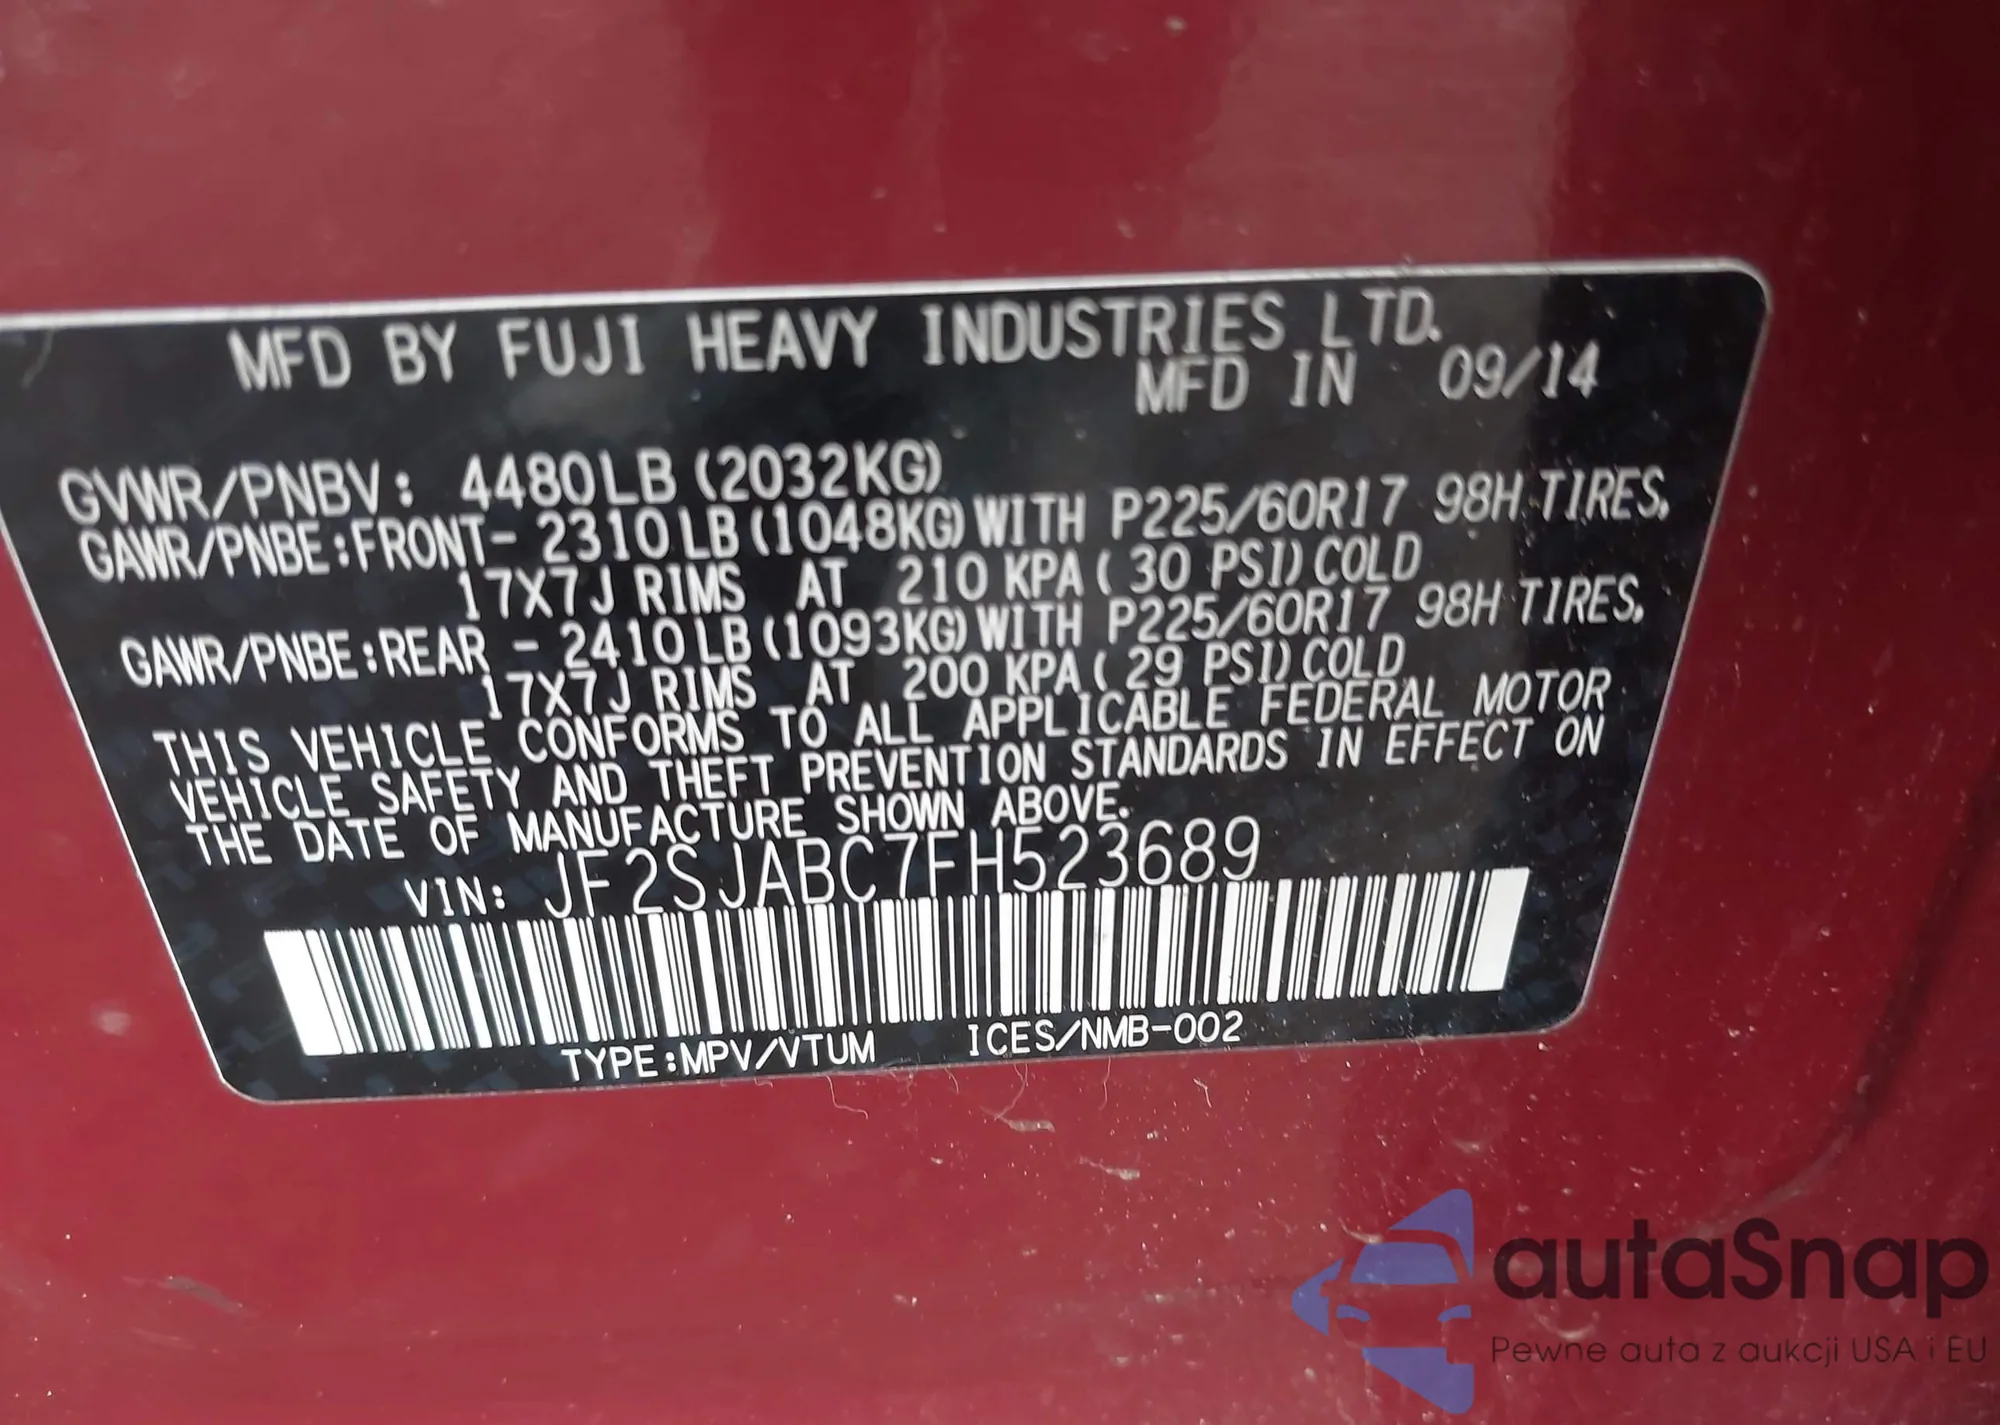 MFD BY FUJI HEAVY INDUSTRIES LTD.
MFD IN 09/14
GVWR/PNBV: 4480LB (2032KG)
GAWR/PNBE:FRONT- 2310LB (1048KG) WITH P225/60R17 98H TIRES,
17X7J RIMS AT 210 KPA ( 30 PSI) COLD
GAWR/PNBE:REAR - 2410LB (1093KG) WITH P225/60R17 98H TIRES,
17X7J RIMS AT 200 KPA ( 29 PSI) COLD
THIS VEHICLE CONFORMS TO ALL APPLICABLE FEDERAL MOTOR
VEHICLE SAFETY AND THEFT PREVENTION STANDARDS IN EFFECT ON
THE DATE OF MANUFACTURE SHOWN ABOVE.
VIN: JF2SJABC7FH523689
TYPE:MPV/VTUM ICES/NMB-002
autaSnap
Pewne auta z aukcji USA i EU